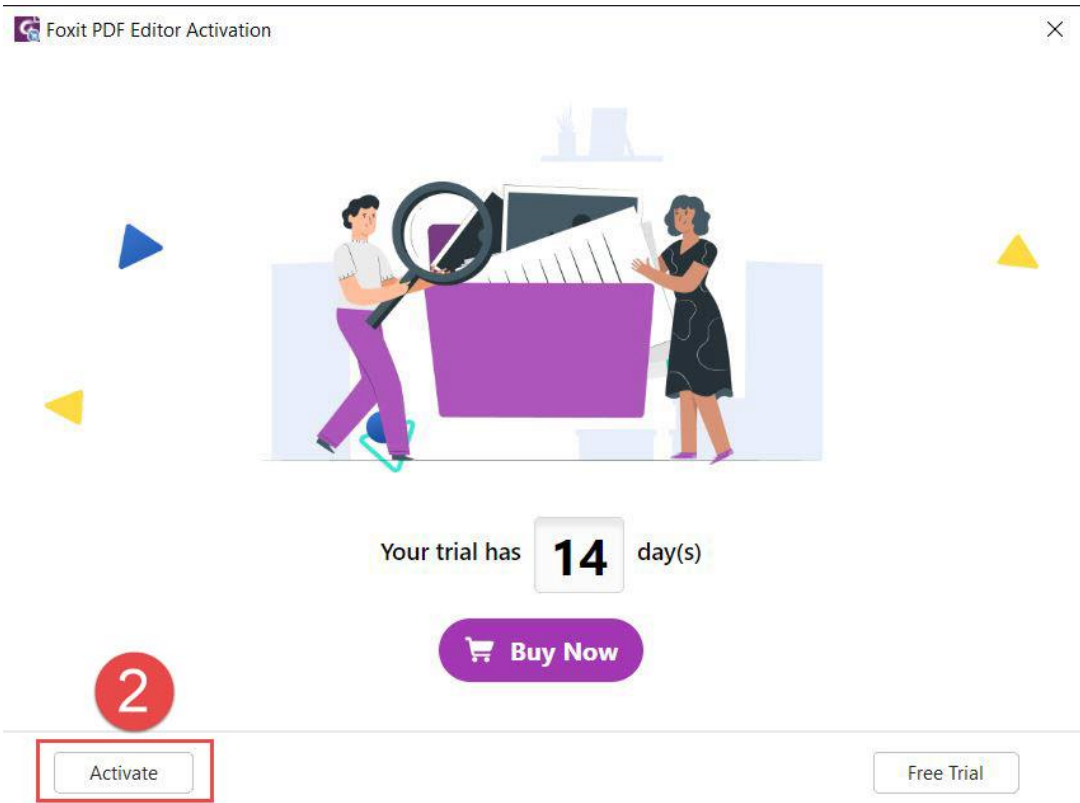 Foxit PDF Editor Activation
Your trial has 14 day(s)
Buy Now
2
Activate
Free Trial